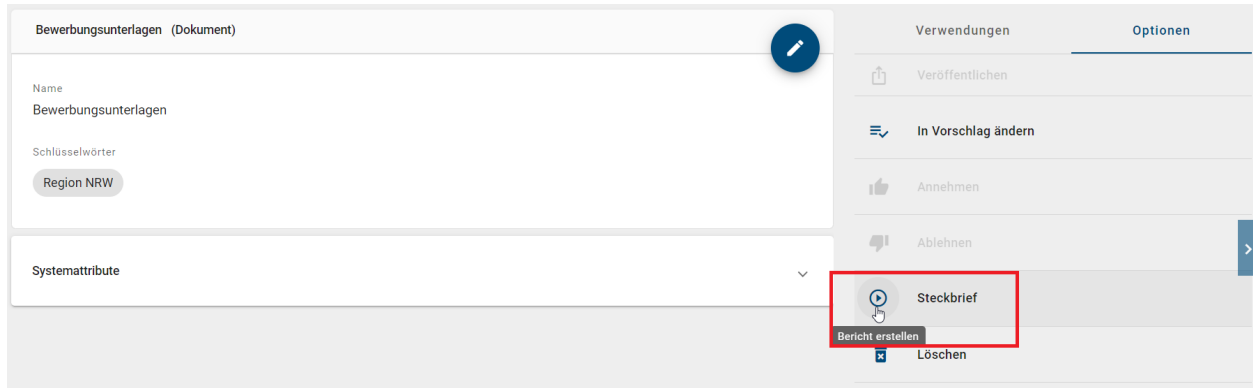 Bewerbungsunterlagen (Dokument)
Name
Bewerbungsunterlagen
Schlüsselwörter
Region NRW
Systemattribute
Verwendungen Optionen
Veröffentlichen
In Vorschlag ändern
Annehmen
Ablehnen
Steckbrief
Bericht erstellen
Löschen